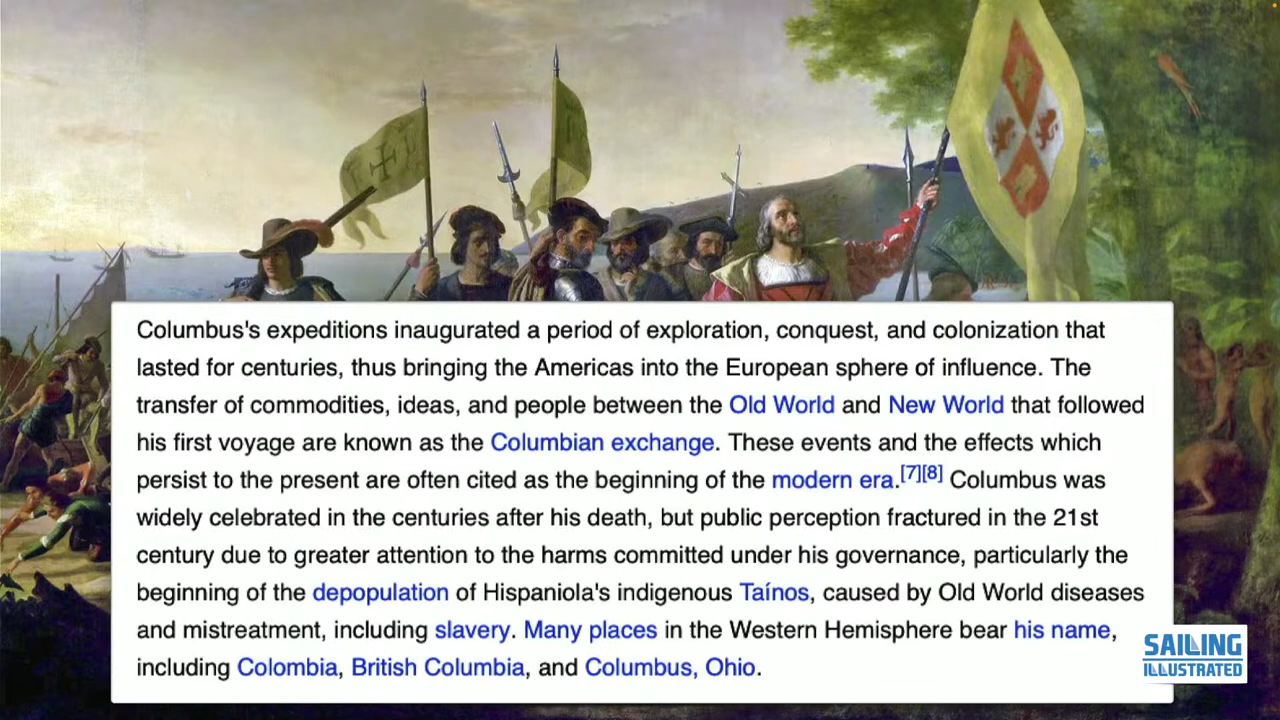 Columbus's expeditions inaugurated a period of exploration, conquest, and colonization that
lasted for centuries, thus bringing the Americas into the European sphere of influence. The
transfer of commodities, ideas, and people between the Old World and New World that followed
his first voyage are known as the Columbian exchange. These events and the effects which
persist to the present are often cited as the beginning of the modern era.[7][8] Columbus was
widely celebrated in the centuries after his death, but public perception fractured in the 21st
century due to greater attention to the harms committed under his governance, particularly the
beginning of the depopulation of Hispaniola's indigenous Taínos, caused by Old World diseases
and mistreatment, including slavery. Many places in the Western Hemisphere bear his name,
including Colombia, British Columbia, and Columbus, Ohio.
SAILING
ILLUSTRATED